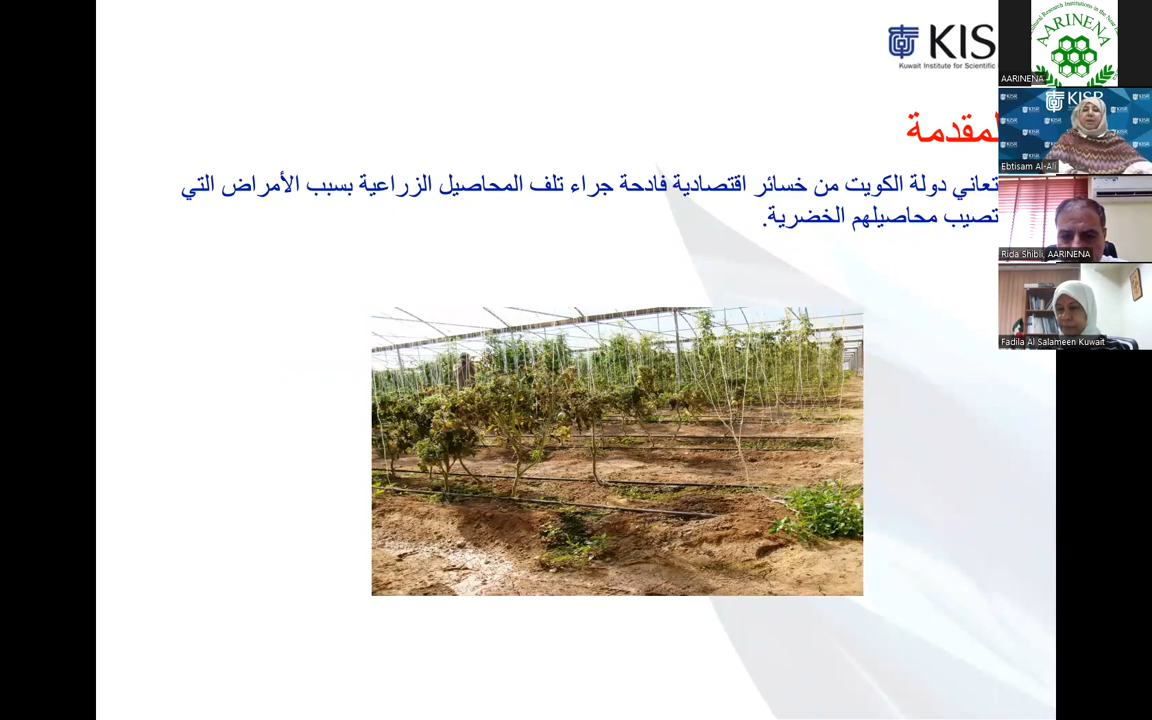 KIS
Kuwait Institute for Scientific
لمقدمة
تعاني دولة الكويت من خسائر اقتصادية فادحة جراء تلف المحاصيل الزراعية بسبب الأمراض التي
تصيب محاصيلهم الخضرية.
AARINENA
AARINENA
KISR
Ebtisam Al-Ali
Rida Shibli, AARINENA
Fadila Al Salameen Kuwait